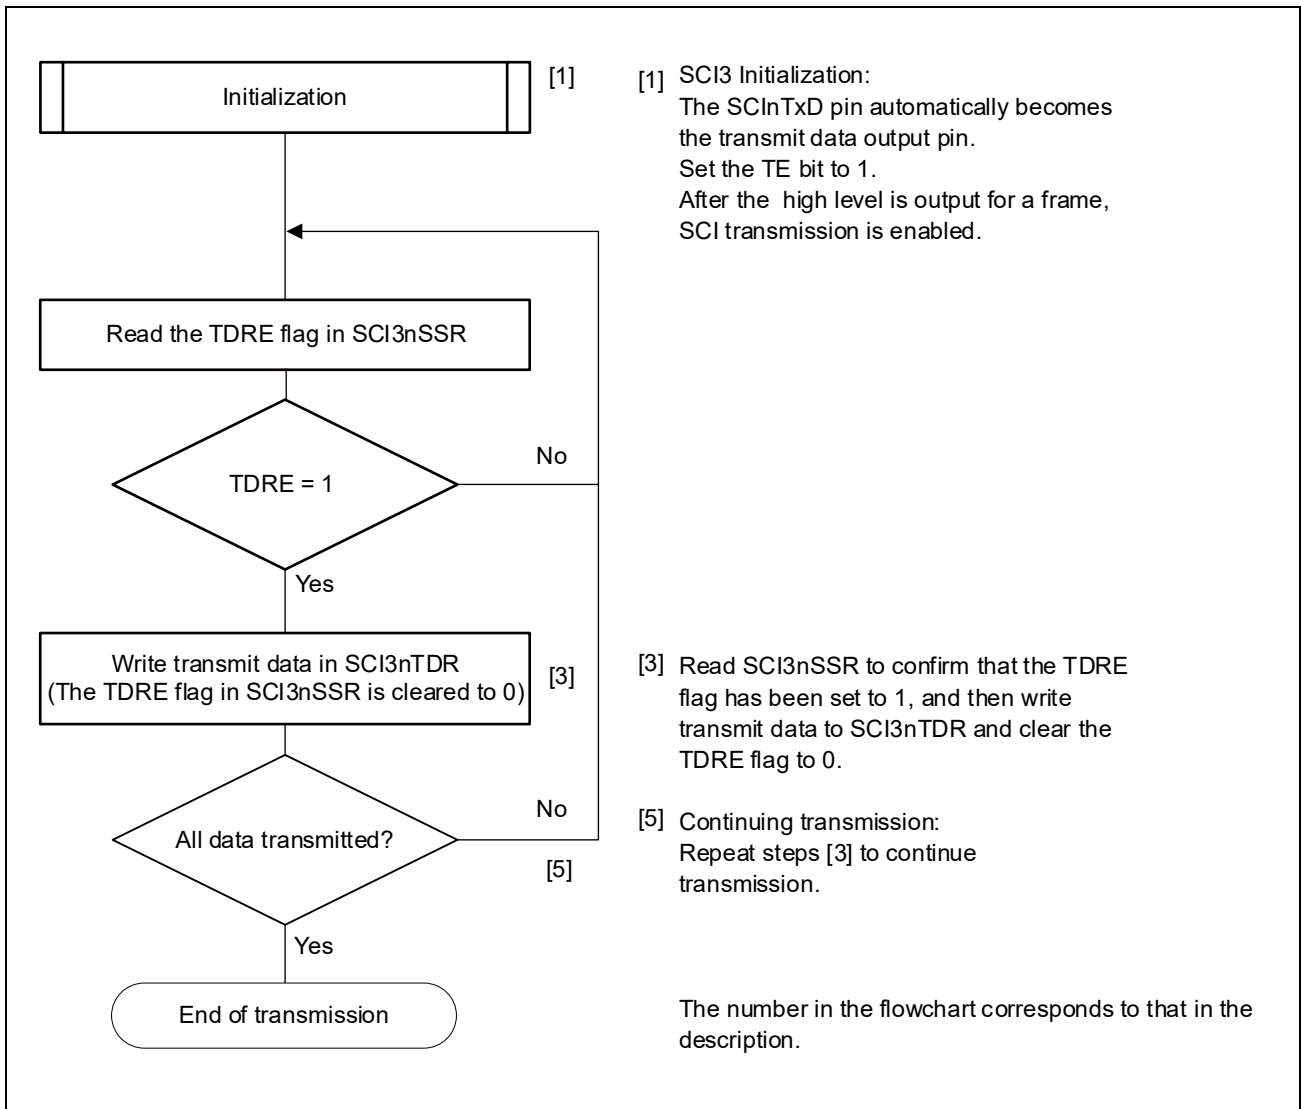 Initialization
[1]
[1] SCI3 Initialization:
The SCInTxD pin automatically becomes
the transmit data output pin.
Set the TE bit to 1.
After the  high level is output for a frame,
SCI transmission is enabled.
Read the TDRE flag in SCI3nSSR
No
TDRE = 1
Yes
Write transmit data in SCI3nTDR
(The TDRE flag in SCI3nSSR is cleared to 0)
[3]
[3] Read SCI3nSSR to confirm that the TDRE
flag has been set to 1, and then write
transmit data to SCI3nTDR and clear the
TDRE flag to 0.
No
All data transmitted?
[5]
[5] Continuing transmission:
Repeat steps [3] to continue
transmission.
Yes
End of transmission
The number in the flowchart corresponds to that in the
description.